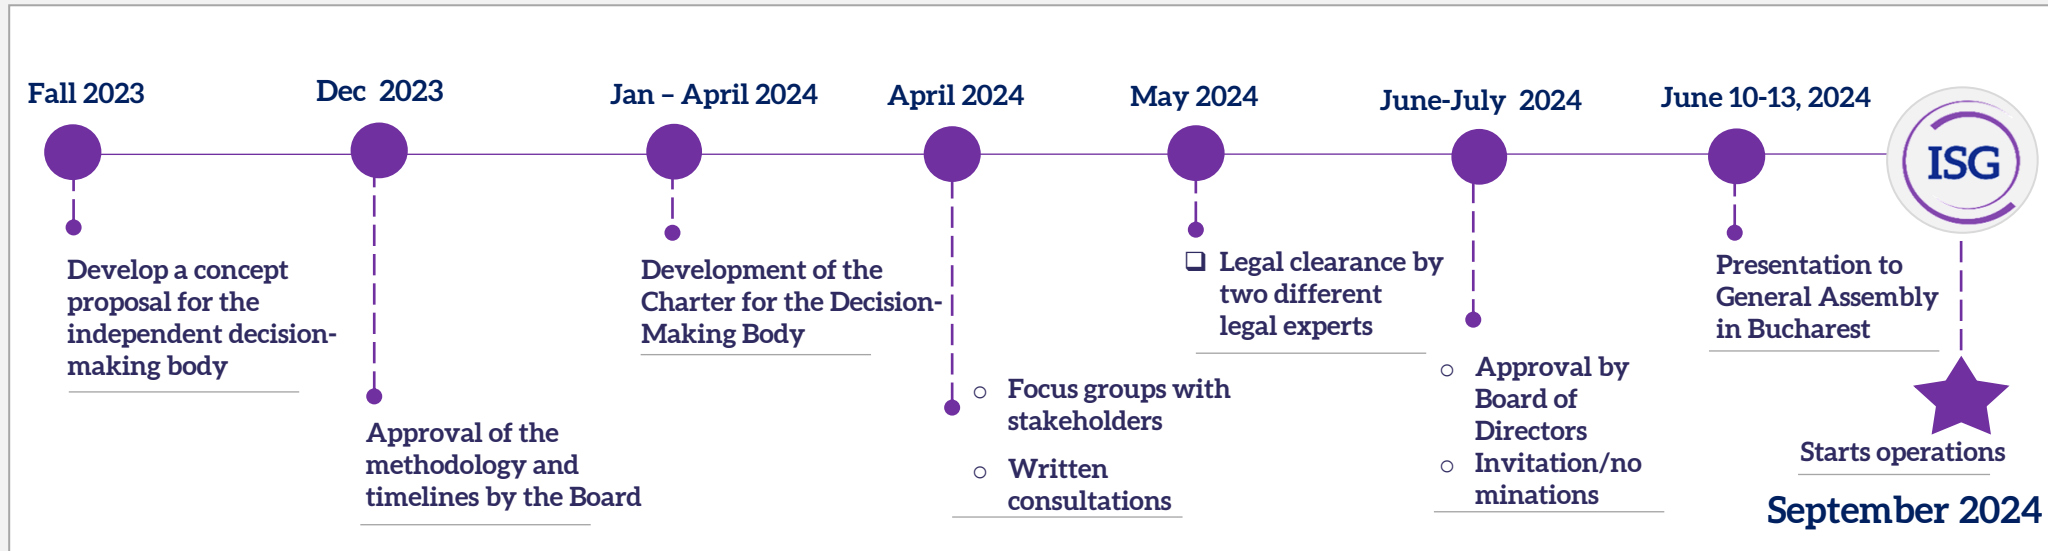 Fall 2023
Develop a concept
proposal for the
independent decision-
making body
Dec 2023
Approval of the
methodology and
timelines by the Board
Jan – April 2024
Development of the
Charter for the Decision-
Making Body
April 2024
Focus groups with
stakeholders
Written
consultations
May 2024
Legal clearance by
two different
legal experts
June-July 2024
Approval by
Board of
Directors
Invitation/no
minations
June 10-13, 2024
Presentation to
General Assembly
in Bucharest
ISG
Starts operations
September 2024